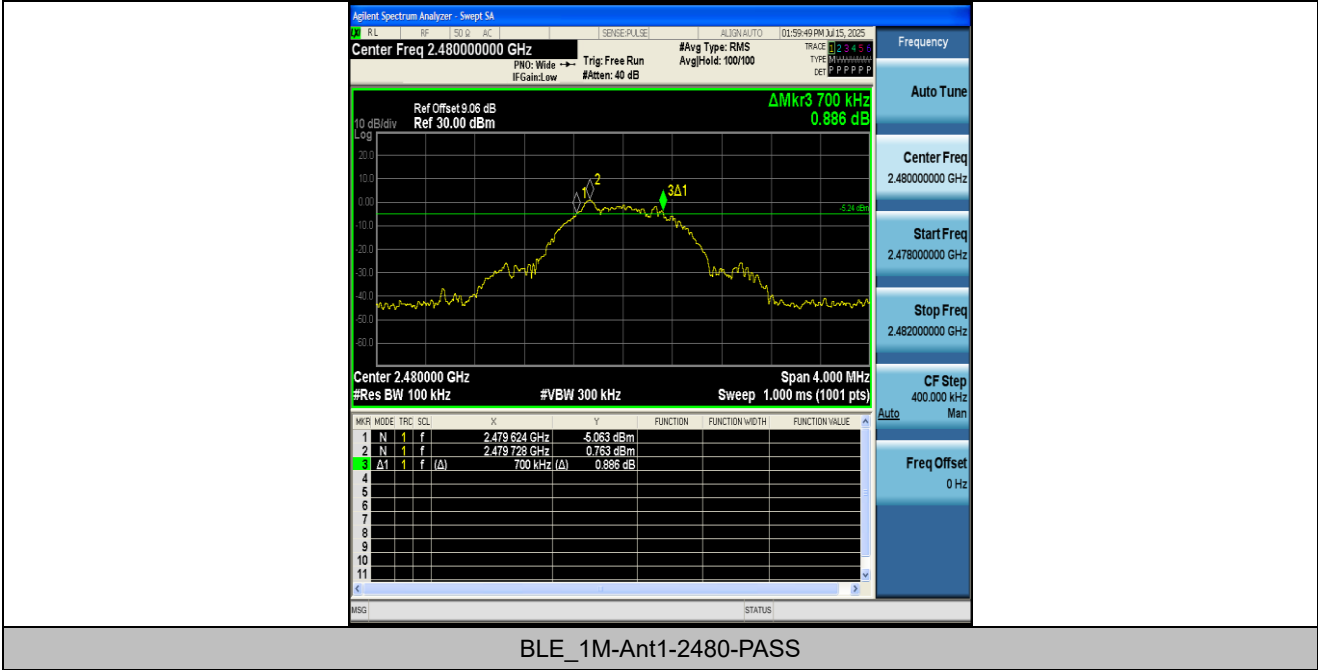 Agilent Spectrum Analyzer - Swept SA
RL RF 50 Ω AC SENSE:PULSE ALIGN AUTO 01:59:49 PM Jul 15, 2025
Center Freq 2.480000000 GHz
PNO: Wide
IFGain:Low
Trig: Free Run
#Atten: 40 dB
#Avg Type: RMS
Avg|Hold: 100/100
TRACE 1 2 3 4 5 6
TYPE M
DET P P P P P P
Ref Offset 9.06 dB
10 dB/div Ref 30.00 dBm
Log
ΔMkr3 700 kHz
0.886 dB
20.0
10.0
0.00
-10.0
-20.0
-30.0
-40.0
-50.0
-60.0
1
2
3Δ1
-5.24 dBm
Center 2.480000 GHz Span 4.000 MHz
#Res BW 100 kHz #VBW 300 kHz Sweep 1.000 ms (1001 pts)
MKR MODE TRC SCL X Y FUNCTION FUNCTION WIDTH FUNCTION VALUE
1 N 1 f 2.479 624 GHz -5.063 dBm
2 N 1 f 2.479 728 GHz 0.763 dBm
3 Δ1 1 f (Δ) 700 kHz (Δ) 0.886 dB
4
5
6
7
8
9
10
11
MSG STATUS
Frequency
Auto Tune
Center Freq
2.480000000 GHz
Start Freq
2.478000000 GHz
Stop Freq
2.482000000 GHz
CF Step
400.000 kHz
Auto Man
Freq Offset
0 Hz
BLE_1M-Ant1-2480-PASS